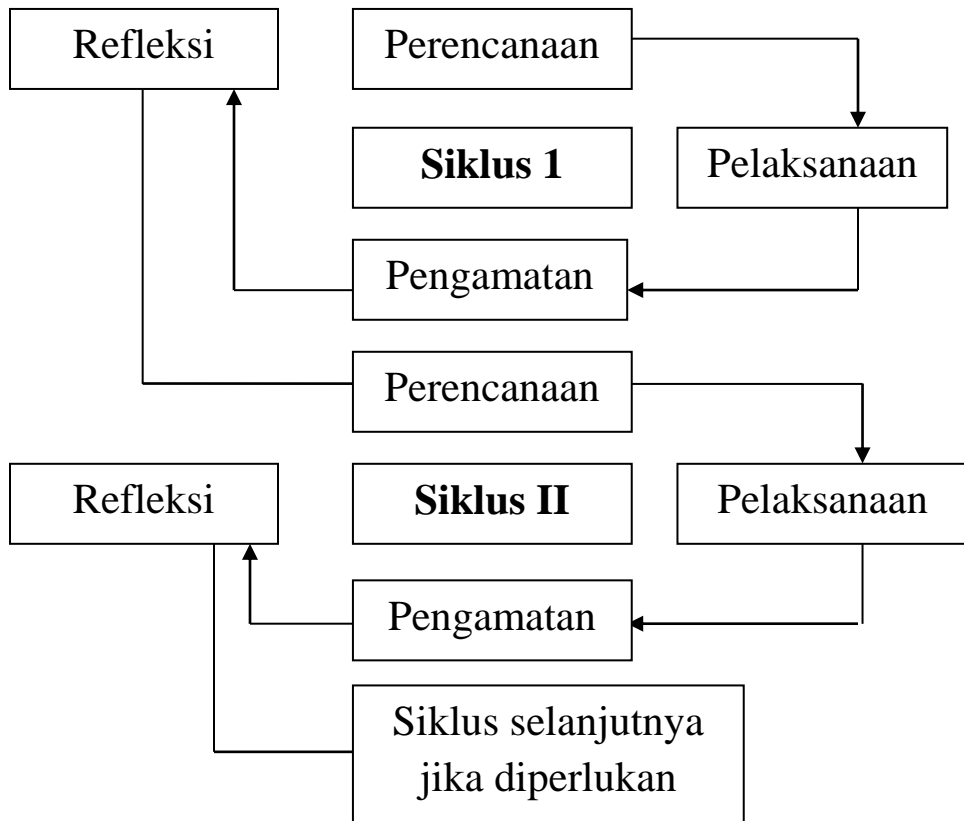 Refleksi
Perencanaan
Siklus 1
Pelaksanaan
Pengamatan
Perencanaan
Refleksi
Siklus II
Pelaksanaan
Pengamatan
Siklus selanjutnya
jika diperlukan